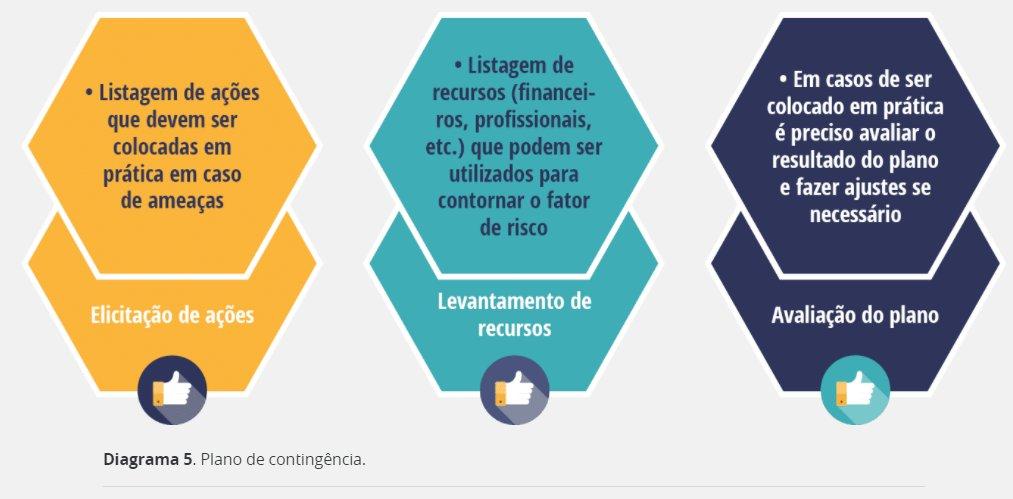 • Listagem de ações
que devem ser
colocadas em
prática em caso
de ameaças
Elicitação de ações
• Listagem de
recursos (financei-
ros, profissionais,
etc.) que podem ser
utilizados para
contornar o fator
de risco
Levantamento de
recursos
• Em casos de ser
colocado em prática
é preciso avaliar o
resultado do plano
e fazer ajustes se
necessário
Avaliação do plano
Diagrama 5. Plano de contingência.